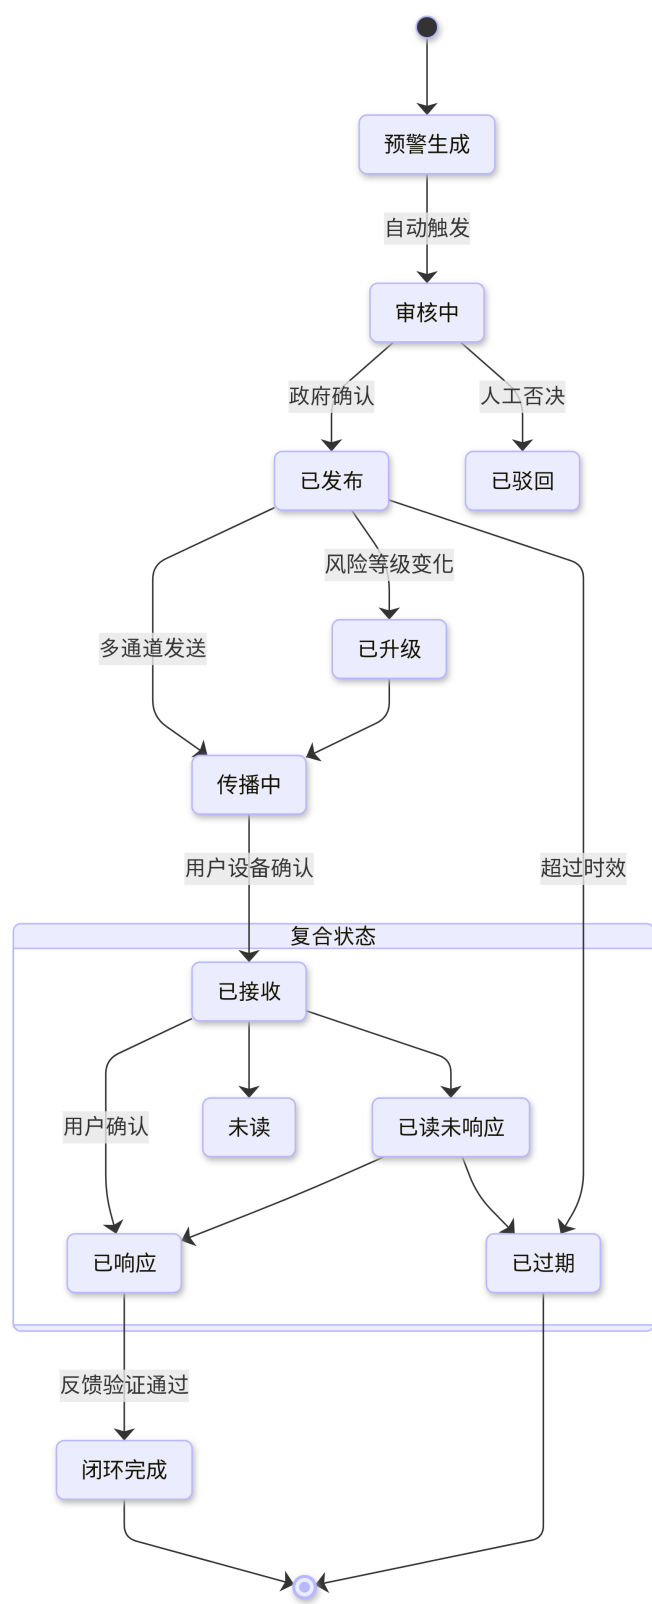 预警生成
自动触发
审核中
政府确认
人工否决
已发布
已驳回
风险等级变化
多通道发送
已升级
传播中
用户设备确认
超过时效
复合状态
已接收
用户确认
未读
已读未响应
已响应
已过期
反馈验证通过
闭环完成